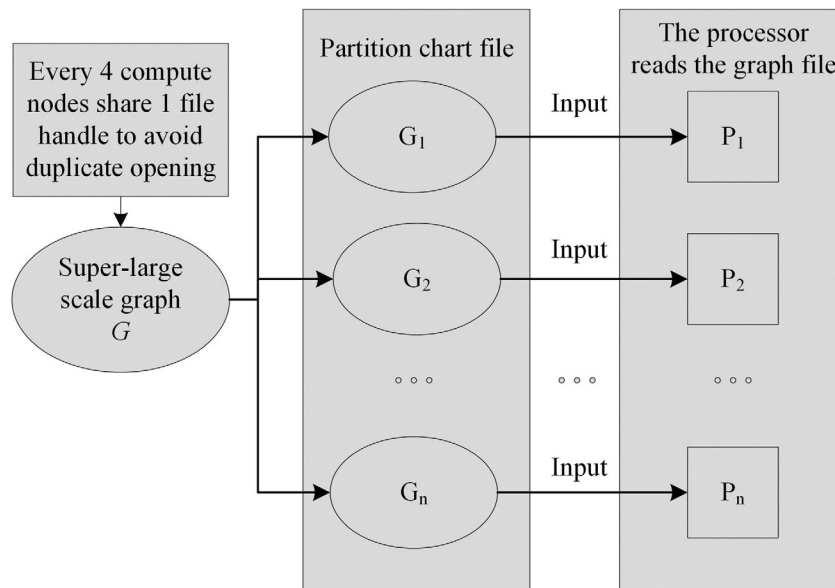 Every 4 compute
nodes share 1 file
handle to avoid
duplicate opening
Super-large
scale graph
G
Partition chart file
G₁
G₂
∘ ∘ ∘
Gₙ
Input
Input
∘ ∘ ∘
Input
The processor
reads the graph file
P₁
P₂
∘ ∘ ∘
Pₙ